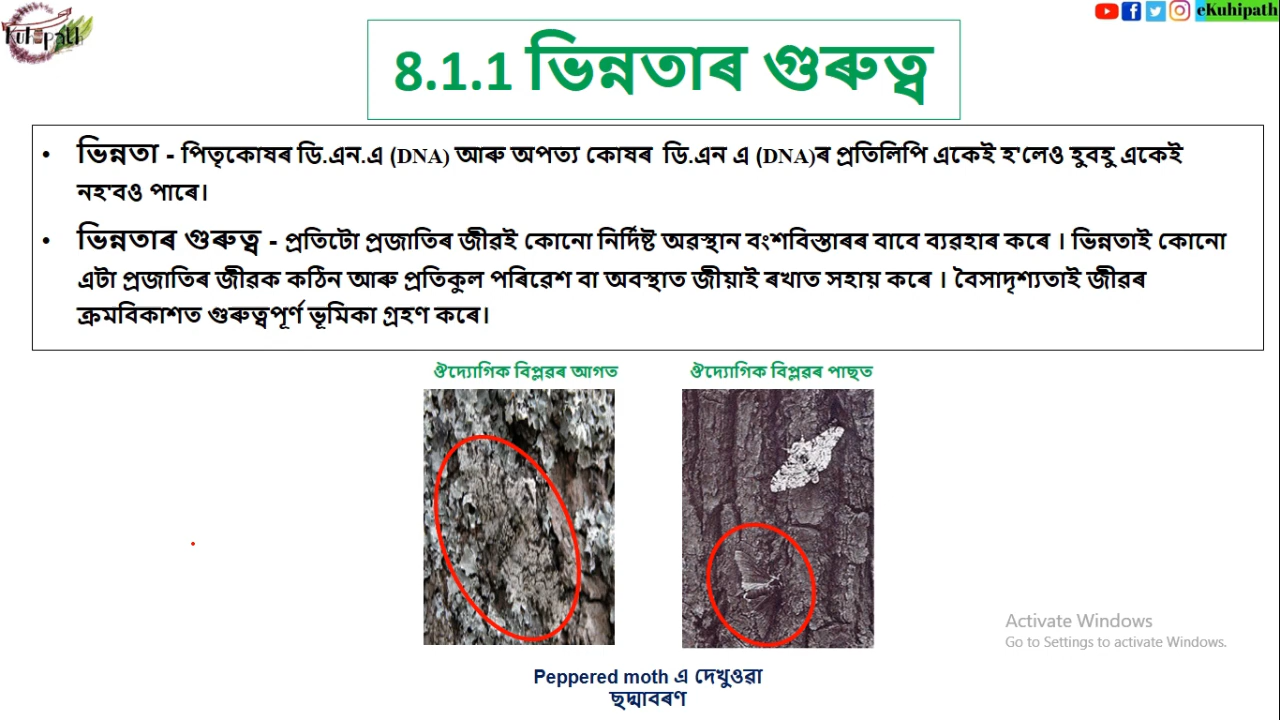 Kuhipath
eKuhipath
8.1.1 ভিন্নতাৰ গুৰুত্ব
• ভিন্নতা - পিতৃকোষৰ ডি.এন.এ (DNA) আৰু অপত্য কোষৰ ডি.এন এ (DNA)ৰ প্ৰতিলিপি একেই হ'লেও হুবহু একেই
নহ'বও পাৰে।
• ভিন্নতাৰ গুৰুত্ব - প্ৰতিটো প্ৰজাতিৰ জীৱই কোনো নিৰ্দিষ্ট অৱস্থান বংশবিস্তাৰৰ বাবে ব্যৱহাৰ কৰে । ভিন্নতাই কোনো
এটা প্ৰজাতিৰ জীৱক কঠিন আৰু প্ৰতিকুল পৰিৱেশ বা অবস্থাত জীয়াই ৰখাত সহায় কৰে । বৈসাদৃশ্যতাই জীৱৰ
ক্ৰমবিকাশত গুৰুত্বপূৰ্ণ ভূমিকা গ্ৰহণ কৰে।
ঔদ্যোগিক বিপ্লৱৰ আগত
ঔদ্যোগিক বিপ্লৱৰ পাছত
Activate Windows
Go to Settings to activate Windows.
Peppered moth এ দেখুওৱা
ছদ্মাবৰণ